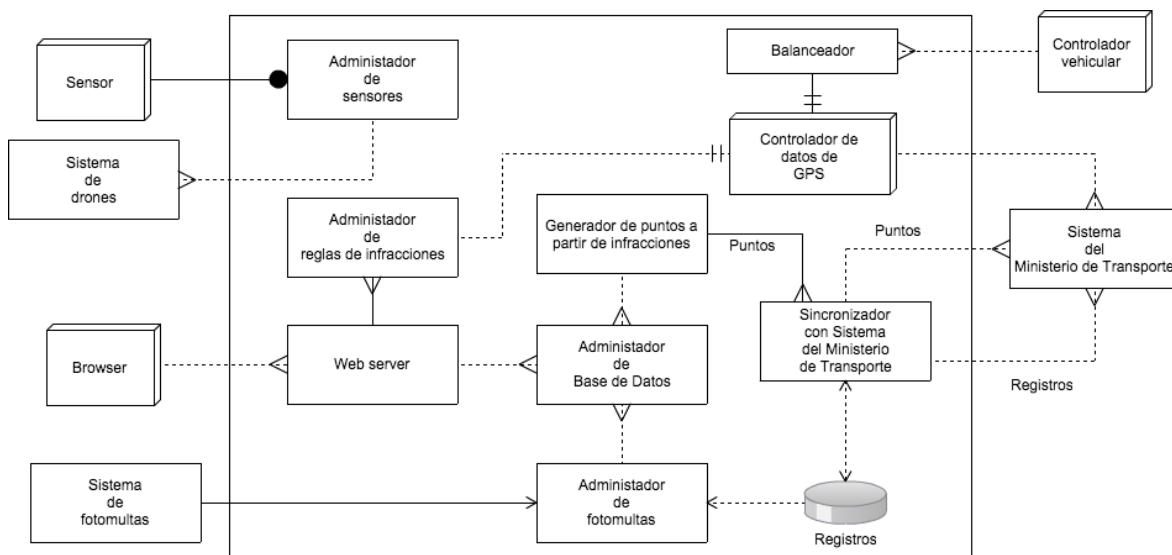 Sensor
Administador
de
sensores
Balanceador
Controlador
vehicular
Sistema
de
drones
Controlador de
datos de
GPS
Administador
de
reglas de infracciones
Generador de puntos a
partir de infracciones
Puntos
Puntos
Sistema
del
Ministerio de Transporte
Browser
Web server
Administador
de
Base de Datos
Sincronizador
con Sistema
del Ministerio
de Transporte
Registros
Sistema
de
fotomultas
Administador
de
fotomultas
Registros